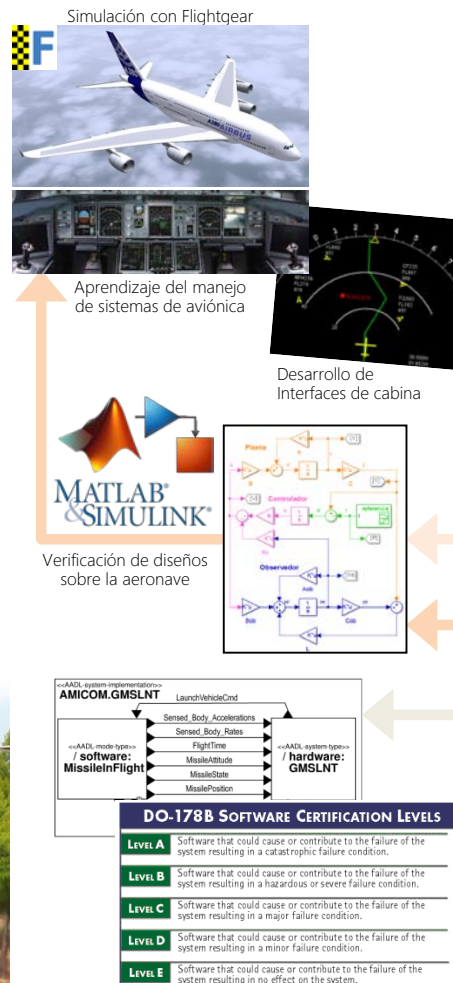 Simulación con Flightgear
F
AIRBUS
Aprendizaje del manejo
de sistemas de aviónica
Desarrollo de
Interfaces de cabina
MATLAB®
&SIMULINK®
Verificación de diseños
sobre la aeronave
Planta
Controlador
referencia
Observador
<<AADL-system-implementation>>
AMICOM.GMSLNT
LaunchVehicleCmd
Sensed_Body_Accelerations
Sensed_Body_Rates
FlightTime
MissileAttitude
MissileState
MissilePosition
<<AADL-mode-type>>
/ software:
MissileInFlight
<<AADL-system-type>>
/ hardware:
GMSLNT
DO-178B SOFTWARE CERTIFICATION LEVELS
LEVEL A Software that could cause or contribute to the failure of the
system resulting in a catastrophic failure condition.
LEVEL B Software that could cause or contribute to the failure of the
system resulting in a hazardous or severe failure condition.
LEVEL C Software that could cause or contribute to the failure of the
system resulting in a major failure condition.
LEVEL D Software that could cause or contribute to the failure of the
system resulting in a minor failure condition.
LEVEL E Software that could cause or contribute to the failure of the
system resulting in no effect on the system.